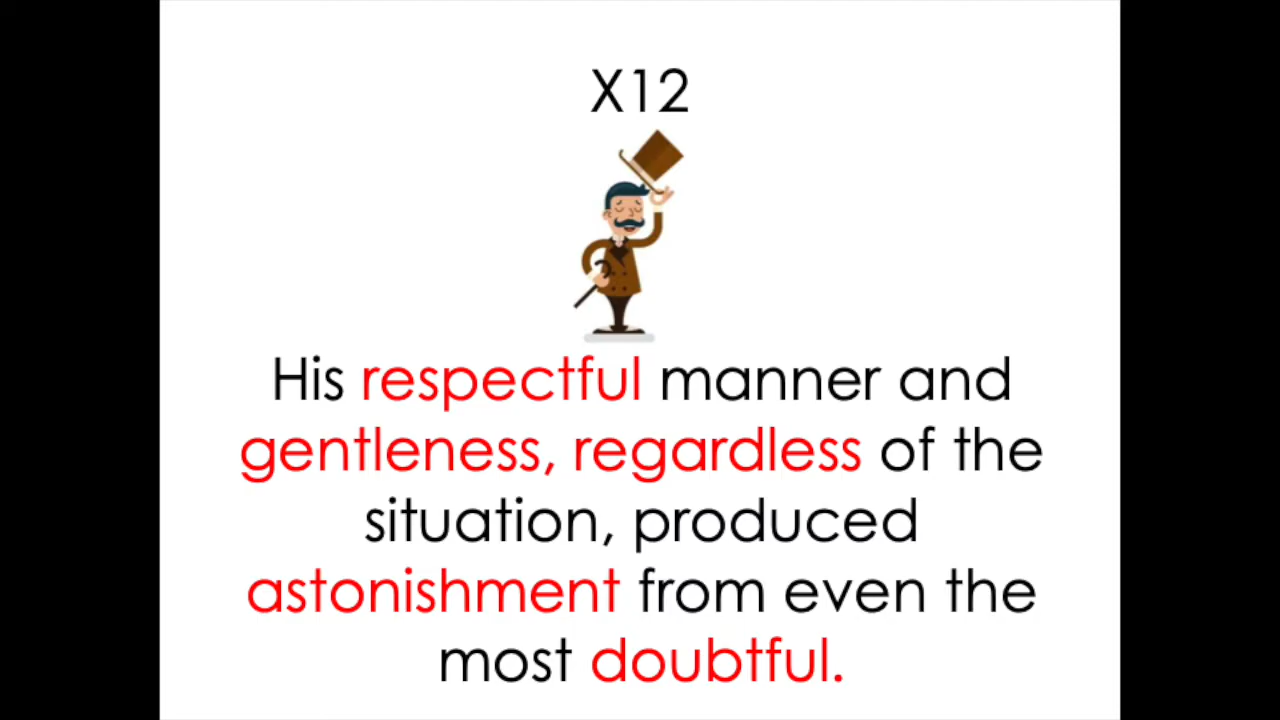 X12
His respectful manner and
gentleness, regardless of the
situation, produced
astonishment from even the
most doubtful.